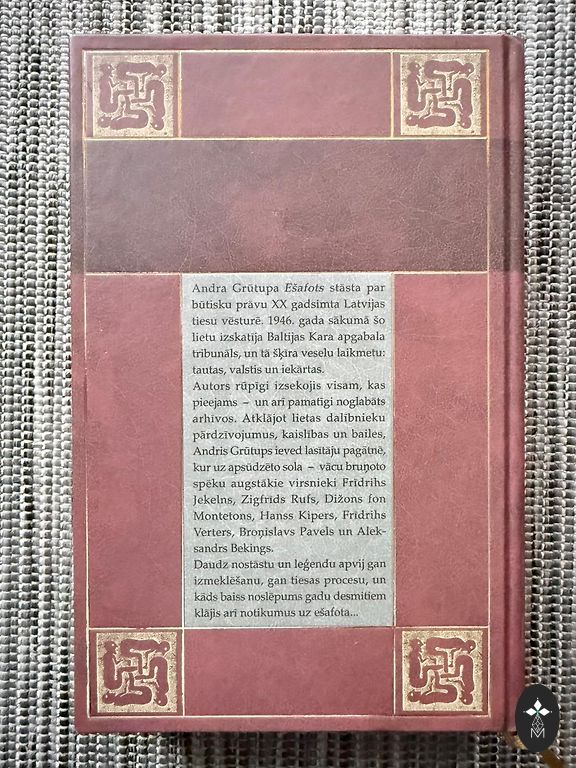 Andra Grūtupa Ešafots stāsta par
būtisku prāvu XX gadsimta Latvijas
tiesu vēsturē. 1946. gada sākumā šo
lietu izskatīja Baltijas Kara apgabala
tribunāls, un tā šķīra veselu laikmetu:
tautas, valstis un iekārtas.
Autors rūpīgi izsekojis visam, kas
pieejams – un arī pamatīgi noglabāts
arhīvos. Atklājot lietas dalībnieku
pārdzīvojumus, kaislības un bailes,
Andris Grūtups ieved lasītāju pagātnē,
kur uz apsūdzēto sola – vācu bruņoto
spēku augstākie virsnieki Frīdrihs
Jekelns, Zigfrīds Rufs, Dižons fon
Montetons, Hanss Kipers, Frīdrihs
Verters, Broņislavs Pavels un Alek-
sandrs Bekings.
Daudz nostāstu un leģendu apvij gan
izmeklēšanu, gan tiesas procesu, un
kāds baiss noslēpums gadu desmitiem
klājis arī notikumus uz ešafota...
M